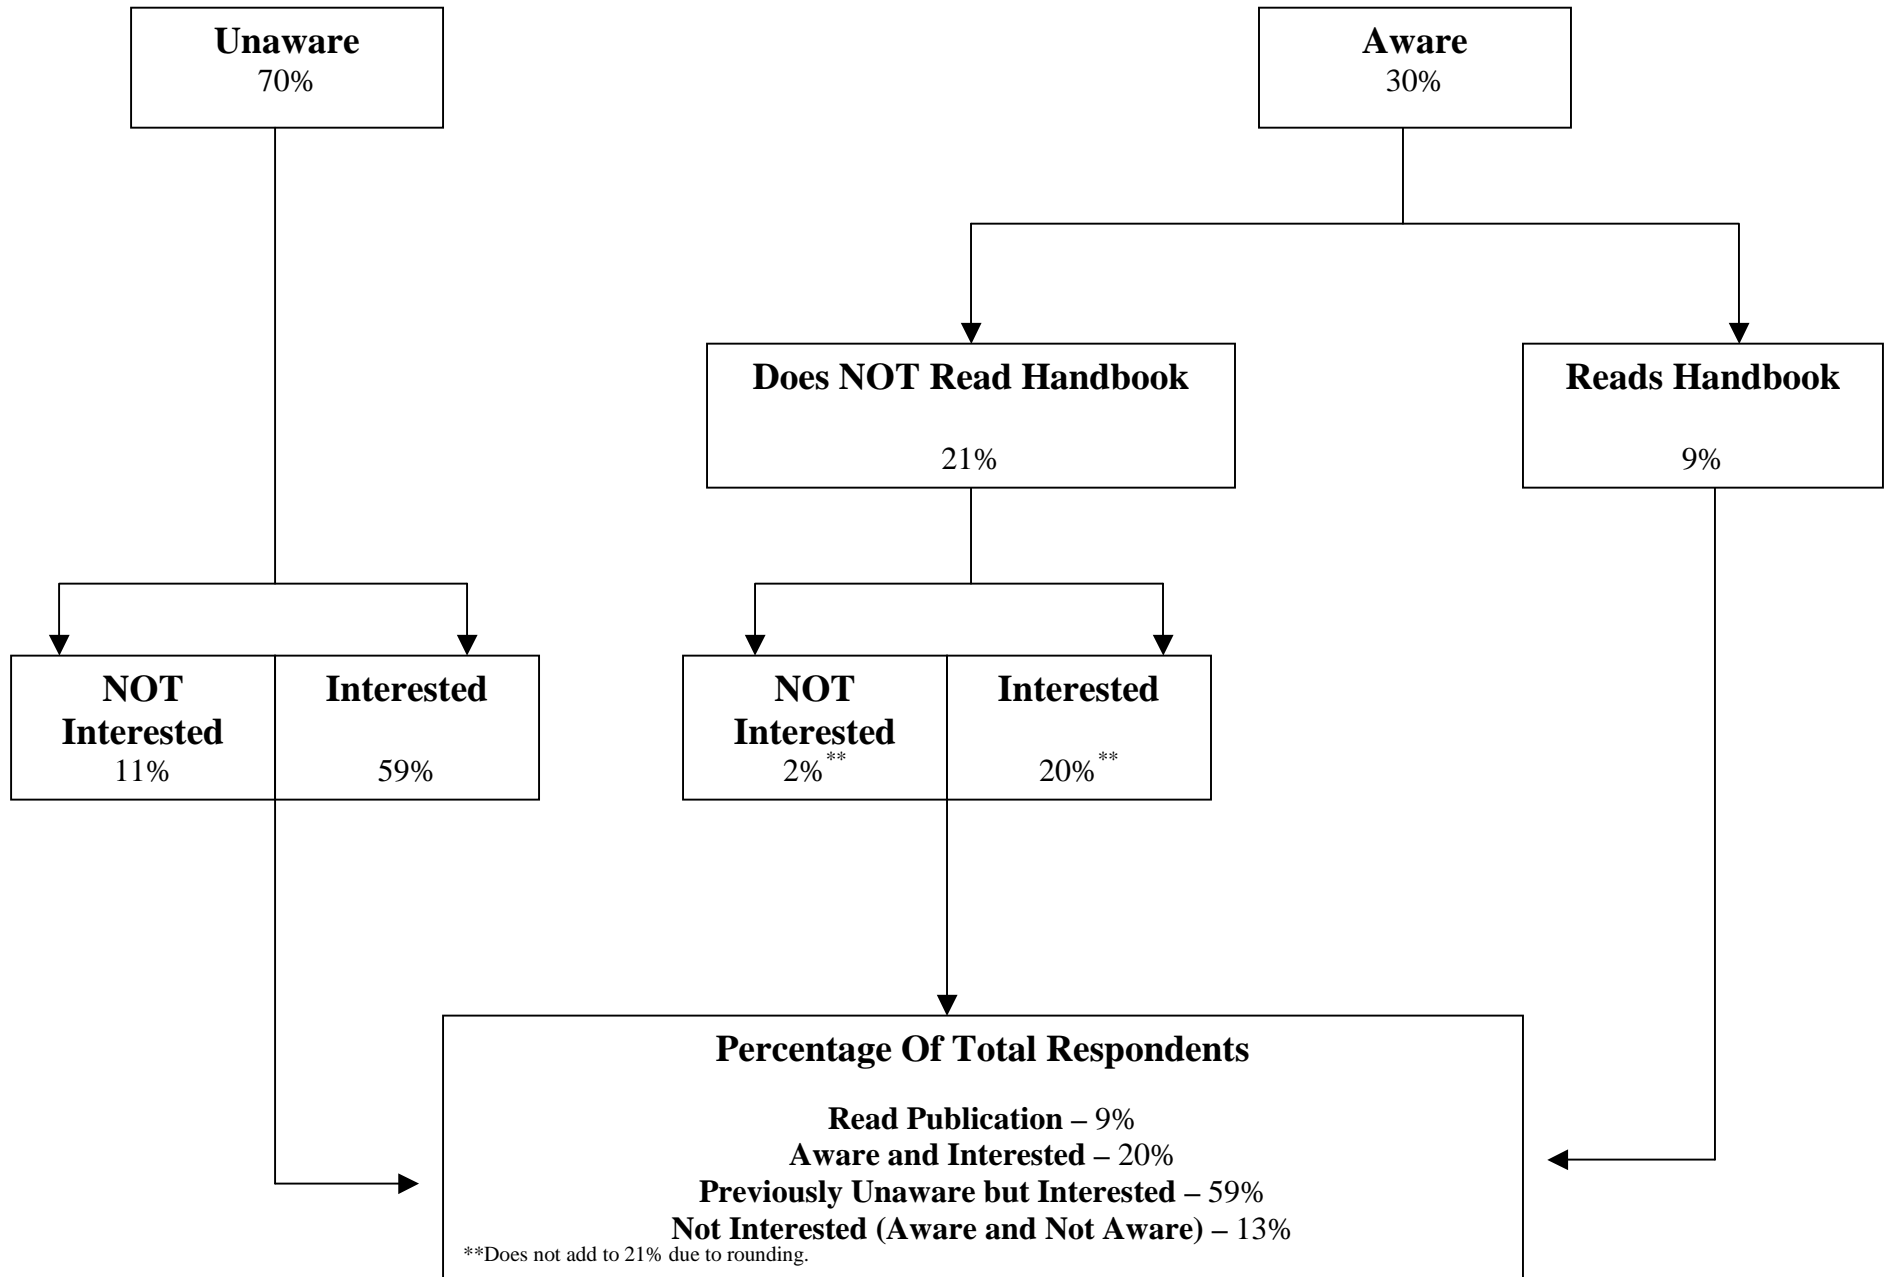 Unaware
70%
Aware
30%
Does NOT Read Handbook
21%
Reads Handbook
9%
NOT
Interested
11%
Interested
59%
NOT
Interested
2%**
Interested
20%**
Percentage Of Total Respondents
Read Publication – 9%
Aware and Interested – 20%
Previously Unaware but Interested – 59%
Not Interested (Aware and Not Aware) – 13%
**Does not add to 21% due to rounding.